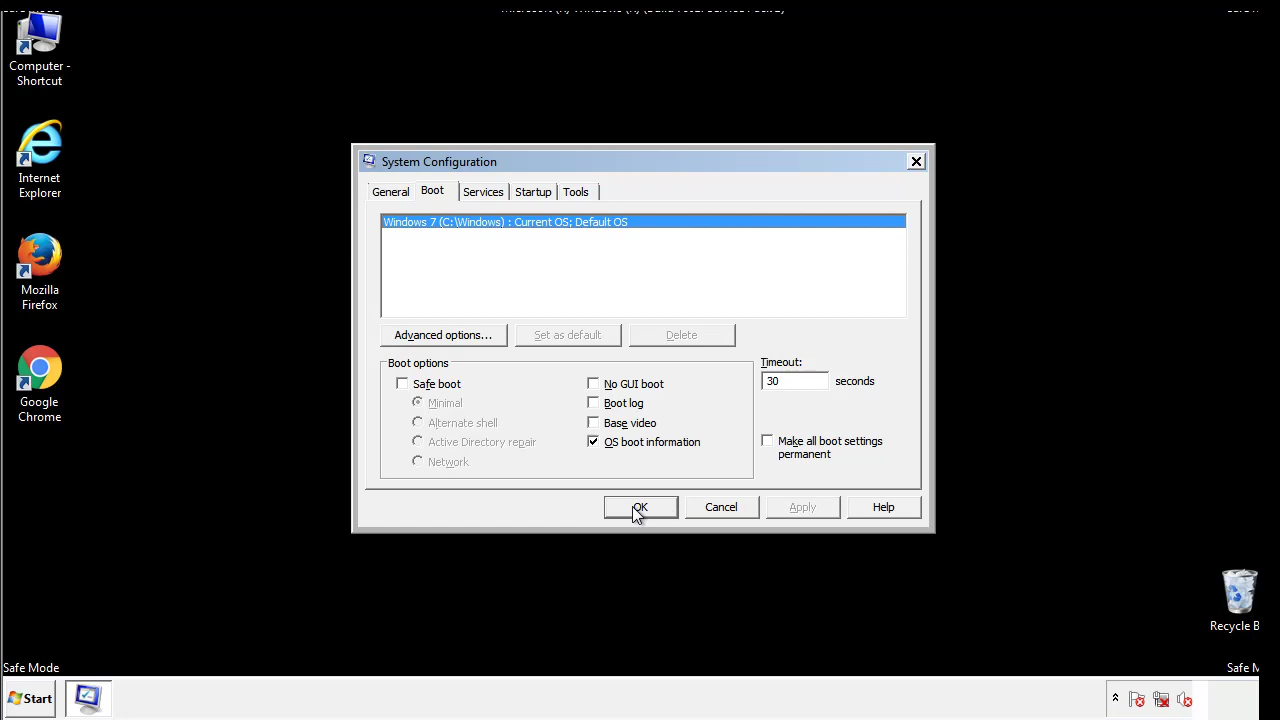 Computer -
Shortcut
Internet
Explorer
Mozilla
Firefox
Google
Chrome
System Configuration
General
Boot
Services
Startup
Tools
Windows 7 (C:\Windows) : Current OS; Default OS
Advanced options...
Set as default
Delete
Boot options
Safe boot
Minimal
Alternate shell
Active Directory repair
Network
No GUI boot
Boot log
Base video
OS boot information
Timeout:
30 seconds
Make all boot settings
permanent
OK
Cancel
Apply
Help
Recycle B
Safe Mode
Safe M
Start